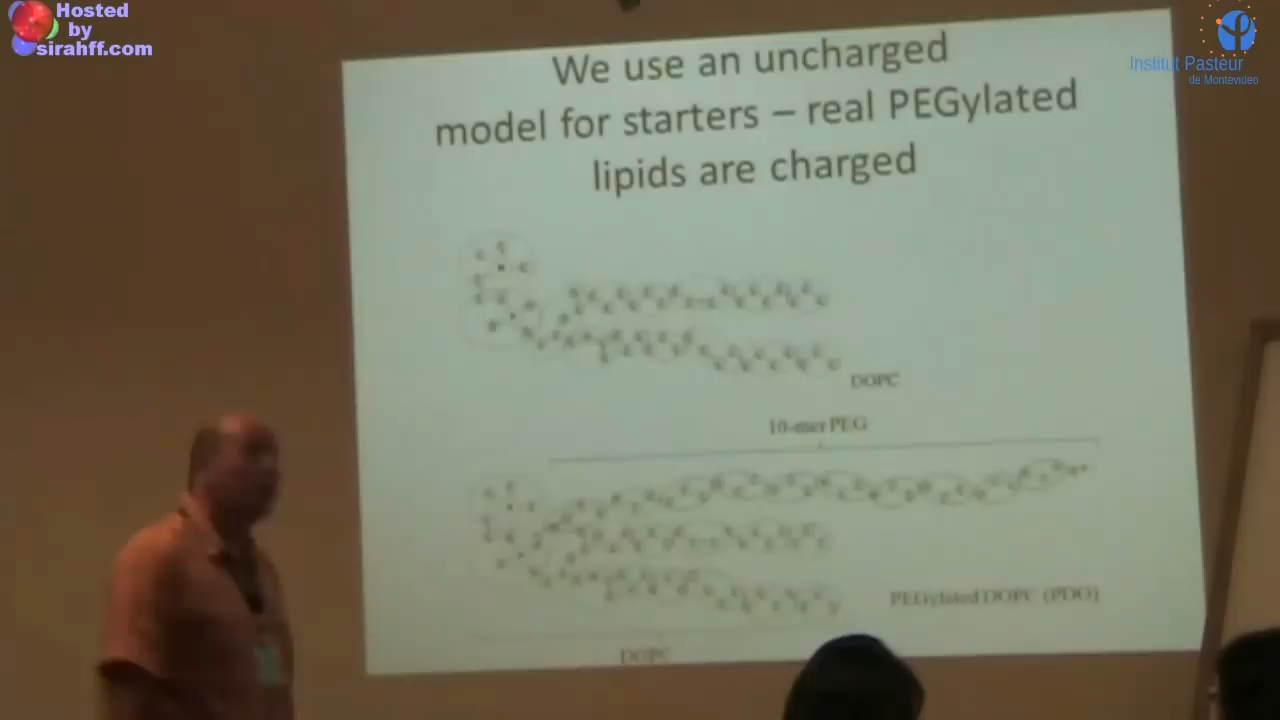 Hosted
by
sirahff.com
Institut Pasteur
de Montevideo
We use an uncharged
model for starters – real PEGylated
lipids are charged
DOPC
10-mer PEG
PEGylated DOPC (PDO)
DOPC